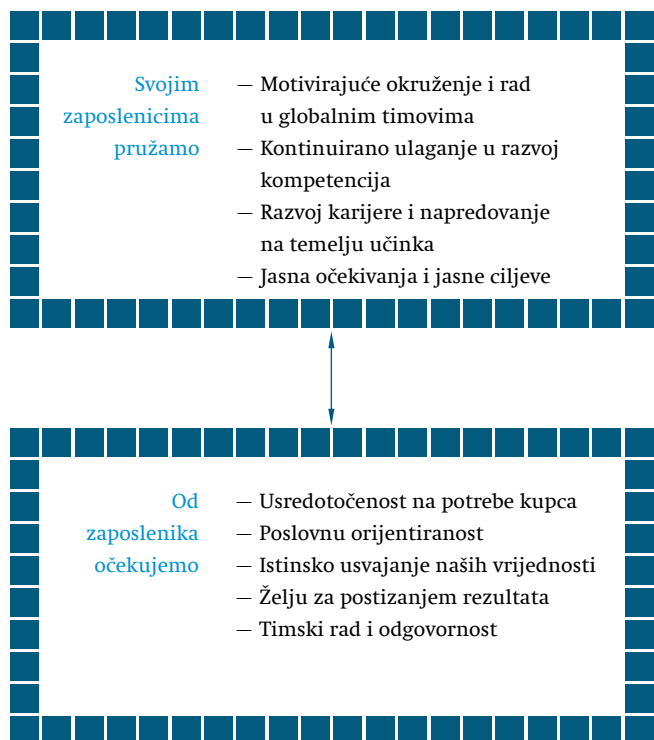 Svojim
zaposlenicima
pružamo
— Motivirajuće okruženje i rad
u globalnim timovima
— Kontinuirano ulaganje u razvoj
kompetencija
— Razvoj karijere i napredovanje
na temelju učinka
— Jasna očekivanja i jasne ciljeve
Od
zaposlenika
očekujemo
— Usredotočenost na potrebe kupca
— Poslovnu orijentiranost
— Istinsko usvajanje naših vrijednosti
— Želju za postizanjem rezultata
— Timski rad i odgovornost